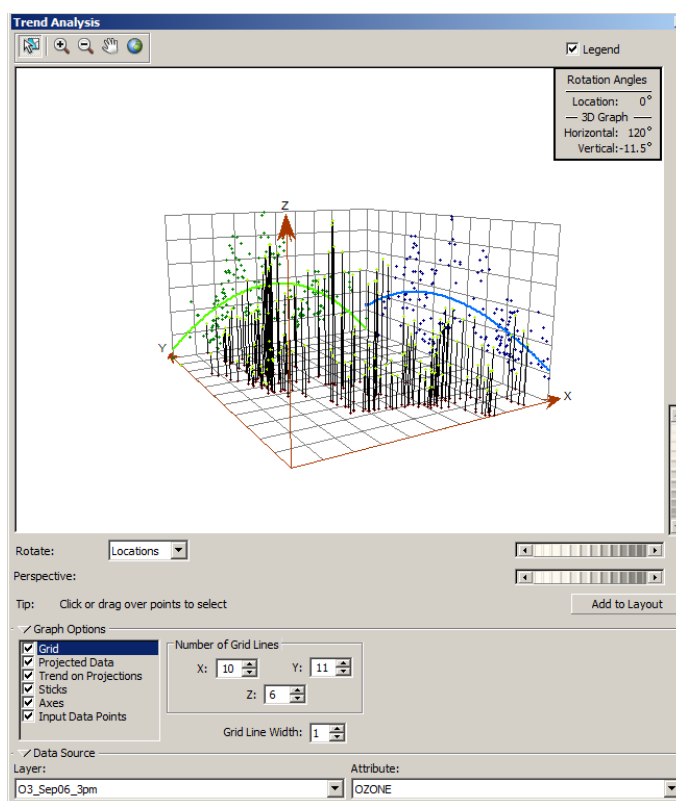 Trend Analysis
Legend
Rotation Angles
Location: 0°
3D Graph
Horizontal: 120°
Vertical:-11.5°
Z
Y
X
Rotate: Locations
Perspective:
Tip: Click or drag over points to select
Add to Layout
Graph Options
Grid
Projected Data
Trend on Projections
Sticks
Axes
Input Data Points
Number of Grid Lines
X: 10 Y: 11
Z: 6
Grid Line Width: 1
Data Source
Layer: Attribute:
O3_Sep06_3pm OZONE